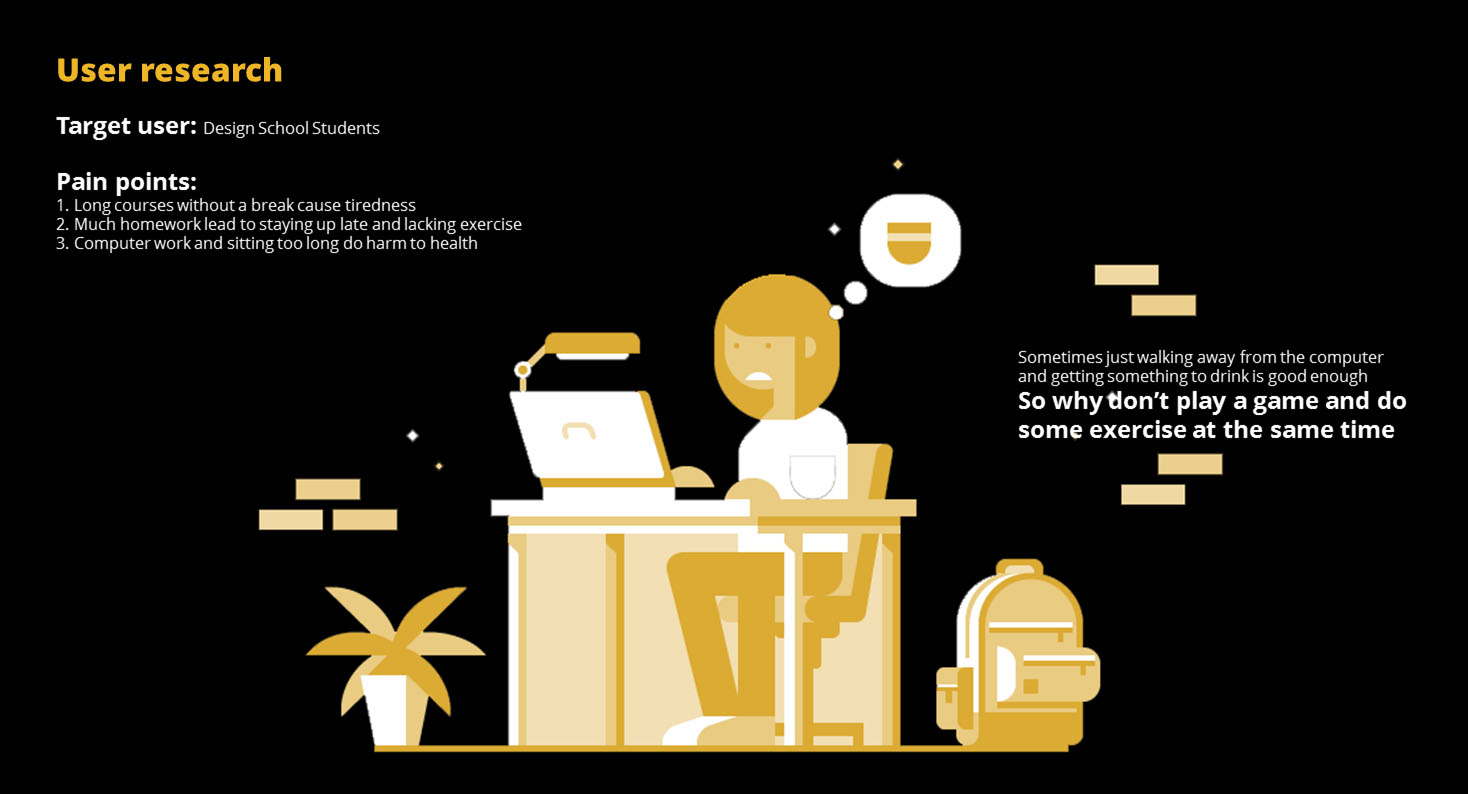 User research
Target user: Design School Students
Pain points:
1. Long courses without a break cause tiredness
2. Much homework lead to staying up late and lacking exercise
3. Computer work and sitting too long do harm to health
Sometimes just walking away from the computer
and getting something to drink is good enough
So why don’t play a game and do
some exercise at the same time